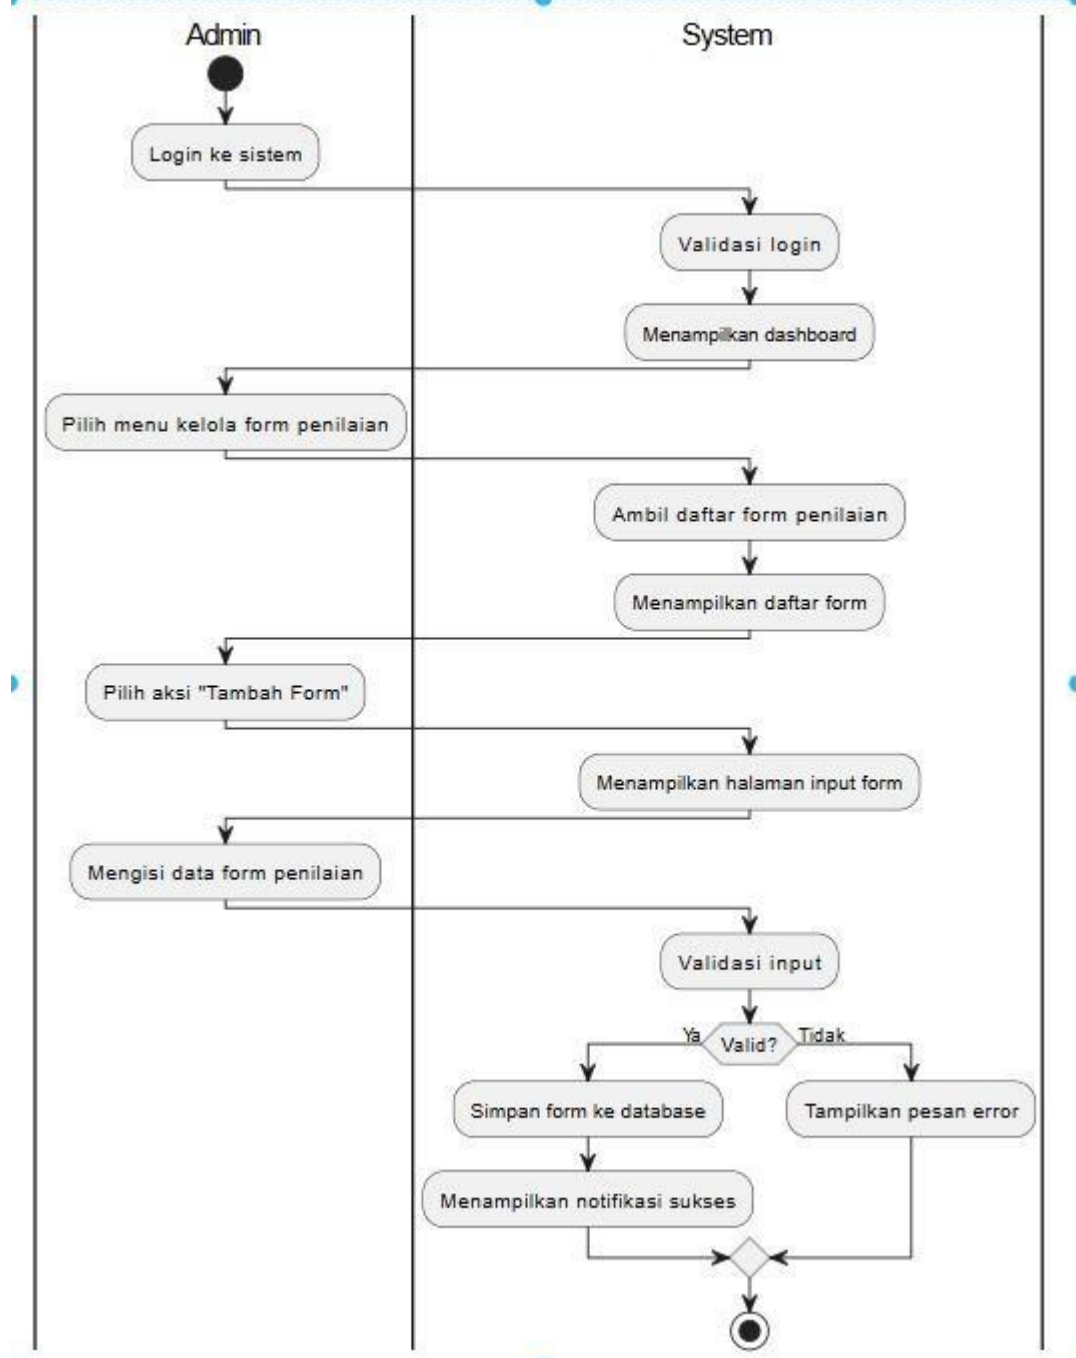 Admin
System
Login ke sistem
Validasi login
Menampilkan dashboard
Pilih menu kelola form penilaian
Ambil daftar form penilaian
Menampilkan daftar form
Pilih aksi "Tambah Form"
Menampilkan halaman input form
Mengisi data form penilaian
Validasi input
Ya
Valid?
Tidak
Simpan form ke database
Tampilkan pesan error
Menampilkan notifikasi sukses